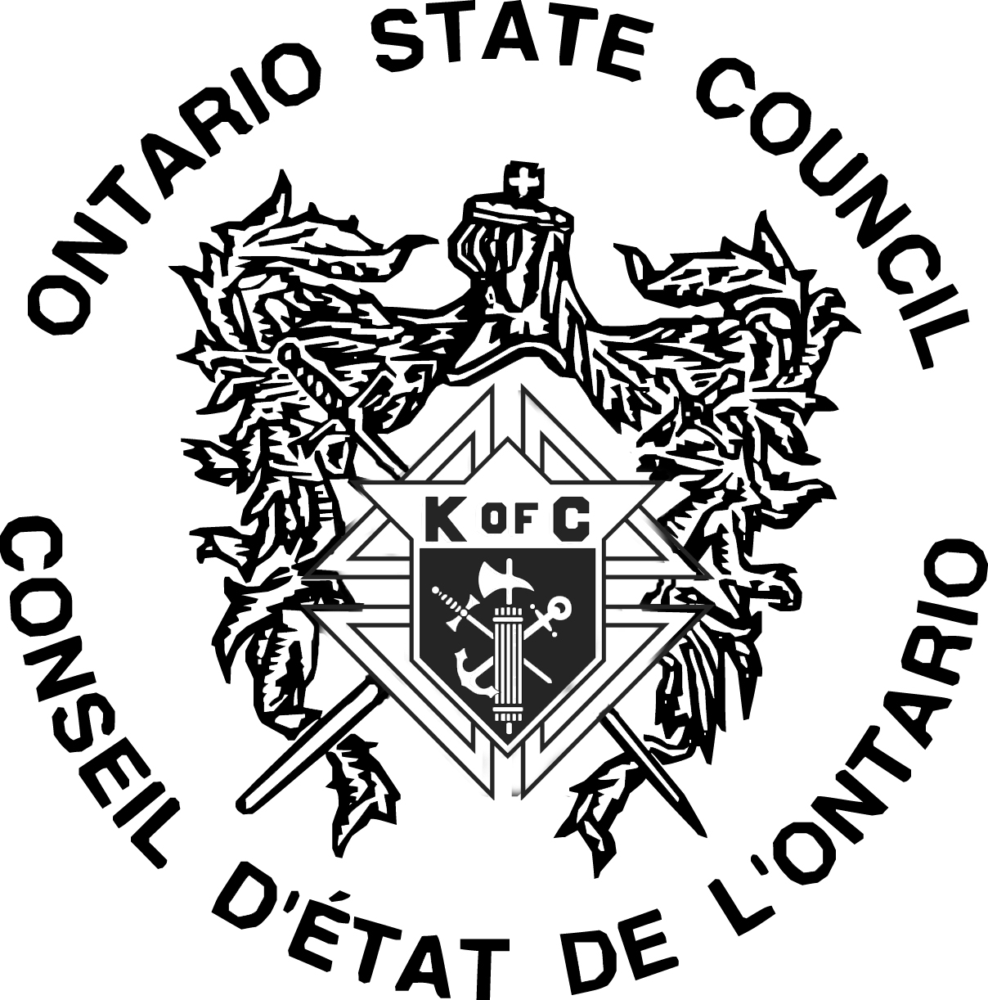 ONTARIO STATE COUNCIL
K OF C
CONSEIL D'ÉTAT DE L'ONTARIO